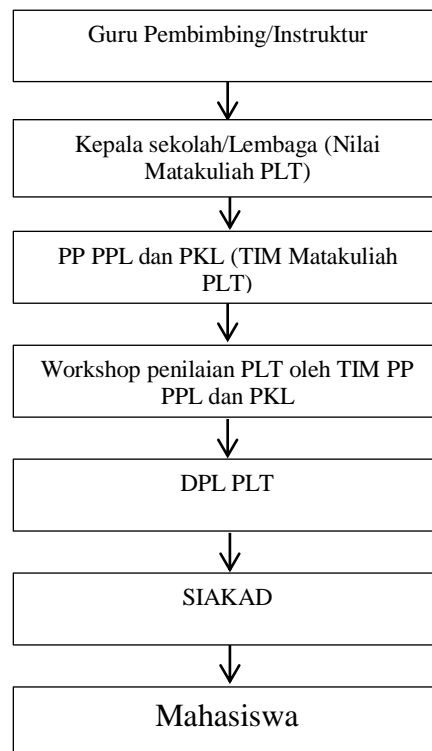 Guru Pembimbing/Instruktur
Kepala sekolah/Lembaga (Nilai
Matakuliah PLT)
PP PPL dan PKL (TIM Matakuliah
PLT)
Workshop penilaian PLT oleh TIM PP
PPL dan PKL
DPL PLT
SIAKAD
Mahasiswa